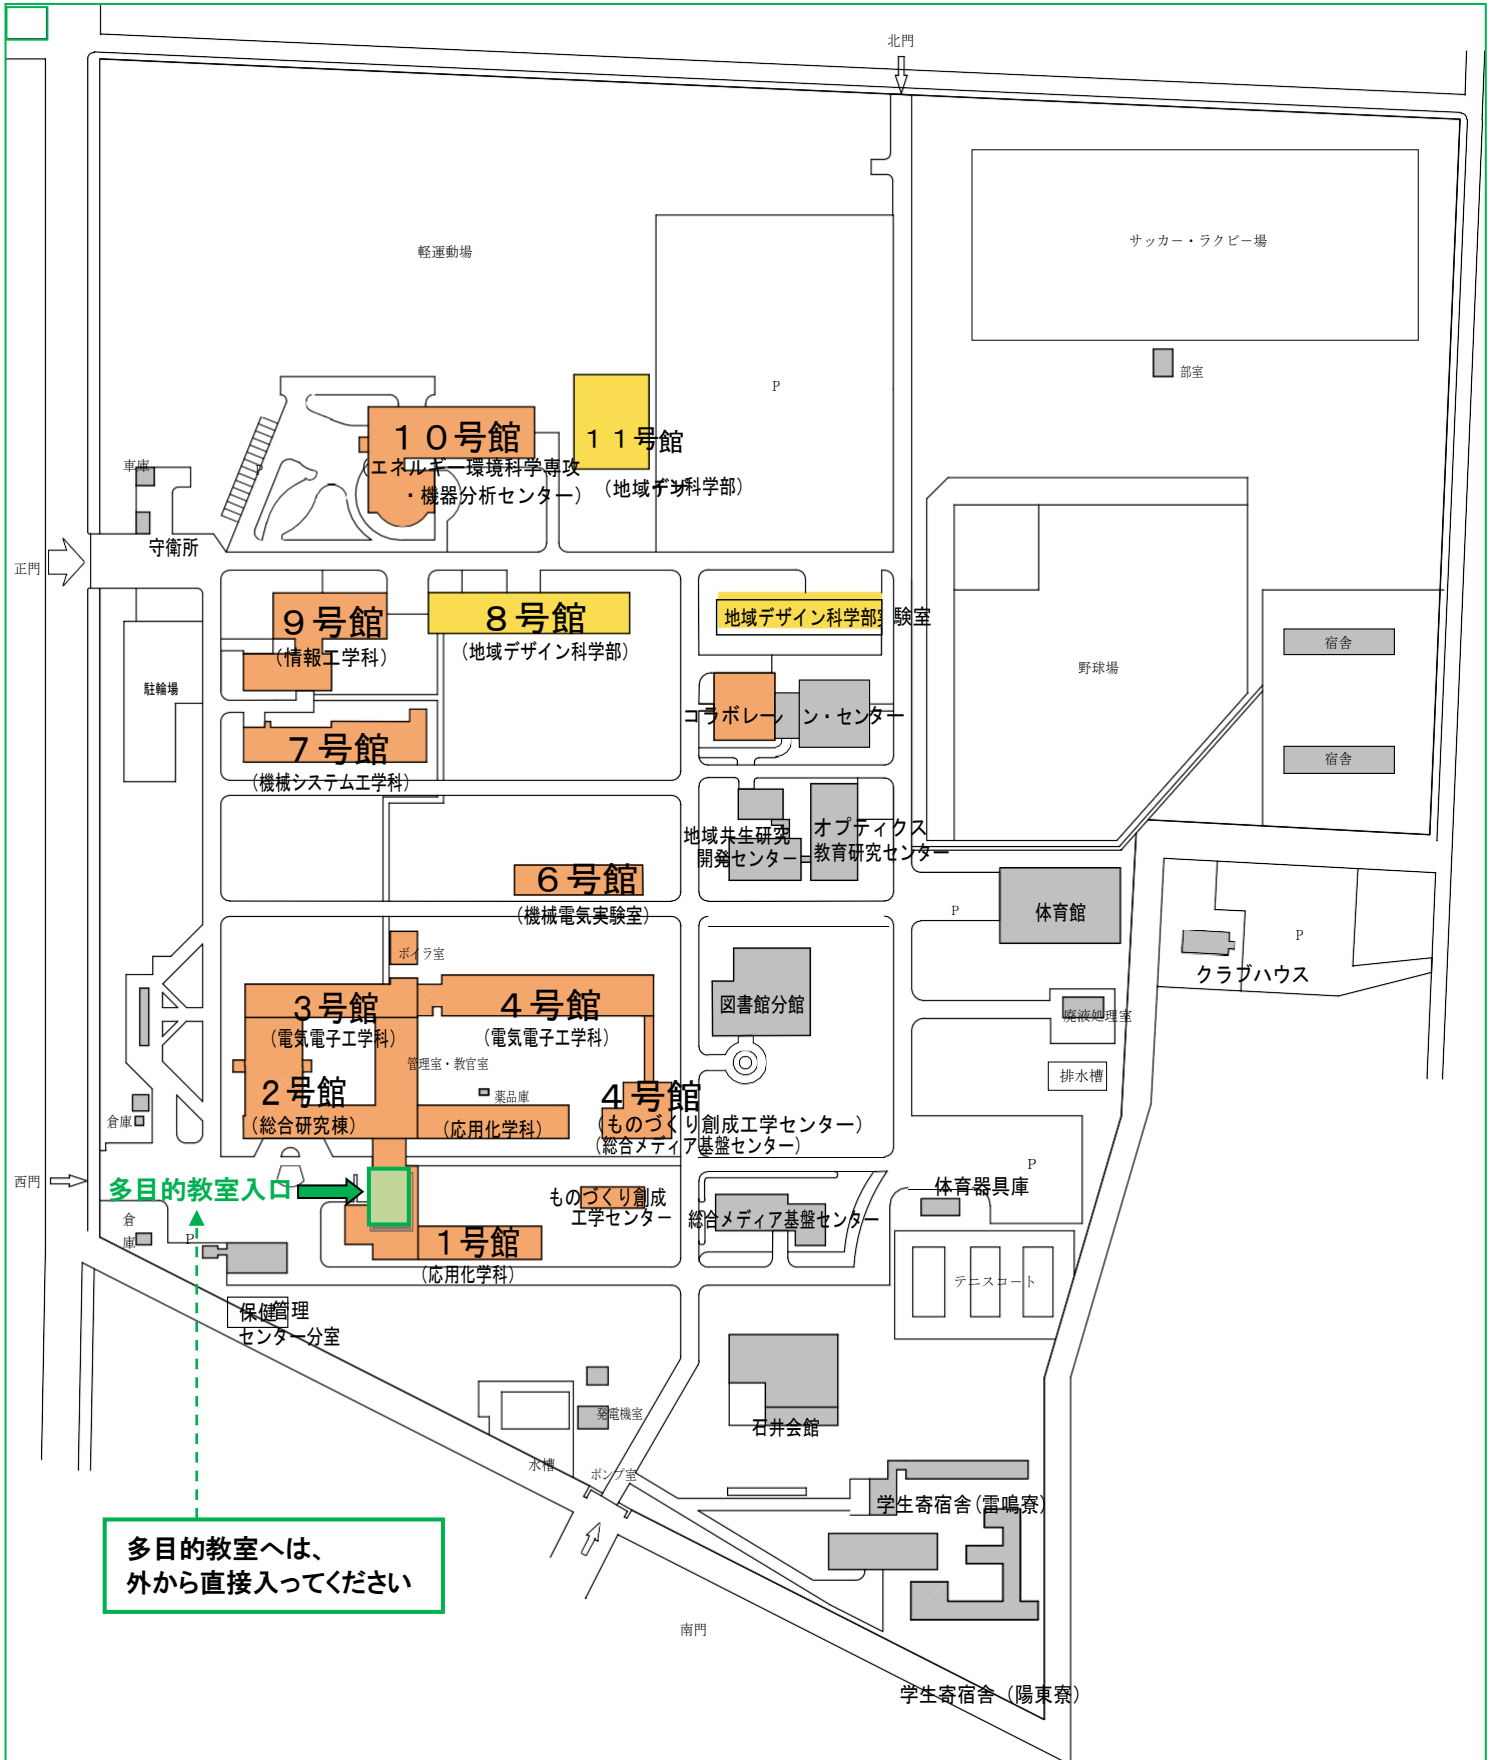 北門
軽運動場
サッカー・ラクビー場
P
部室
１０号館
（エネルギー環境科学専攻
・機器分析センター）
１１号館
（地域デザ
科学部）
車庫
P
守衛所
正門
９号館
（情報工学科）
８号館
（地域デザイン科学部）
地域デザイン科学部実験室
宿舎
野球場
駐輪場
コラボレーション・センター
７号館
（機械システム工学科）
宿舎
地域共生研究
開発センター
オプティクス
教育研究センター
６号館
（機械電気実験室）
体育館
P
P
クラブハウス
ボイラ室
３号館
（電気電子工学科）
４号館
（電気電子工学科）
図書館分館
廃液処理室
管理室・教官室
排水槽
２号館
（総合研究棟）
薬品庫
４号館
（ものづくり創成工学センター）
（総合メディア基盤センター）
倉庫
（応用化学科）
P
西門
多目的教室入口
ものづくり創成
工学センター
体育器具庫
総合メディア基盤センター
倉
庫
P
１号館
（応用化学科）
テニスコート
保健管理
センター分室
発電機室
石井会館
水槽
ポンプ室
学生寄宿舎（雷鳴寮）
多目的教室へは、
外から直接入ってください
南門
学生寄宿舎（陽東寮）